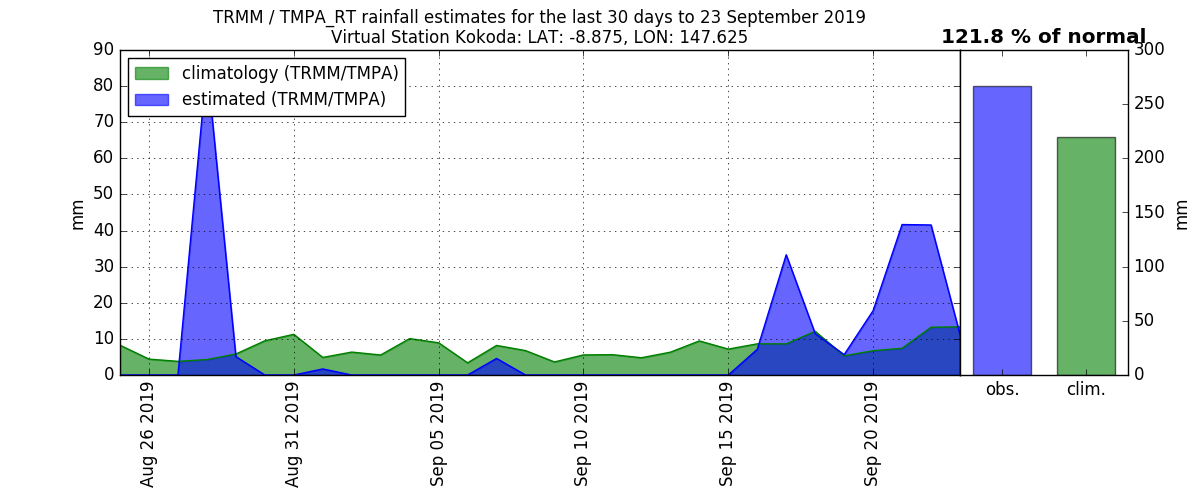 TRMM / TMPA_RT rainfall estimates for the last 30 days to 23 September 2019
Virtual Station Kokoda: LAT: -8.875, LON: 147.625
121.8 % of normal
climatology (TRMM/TMPA)
estimated (TRMM/TMPA)
90
80
70
60
50
40
30
20
10
0
mm
Aug 26 2019
Aug 31 2019
Sep 05 2019
Sep 10 2019
Sep 15 2019
Sep 20 2019
300
250
200
150
100
50
0
mm
obs.
clim.